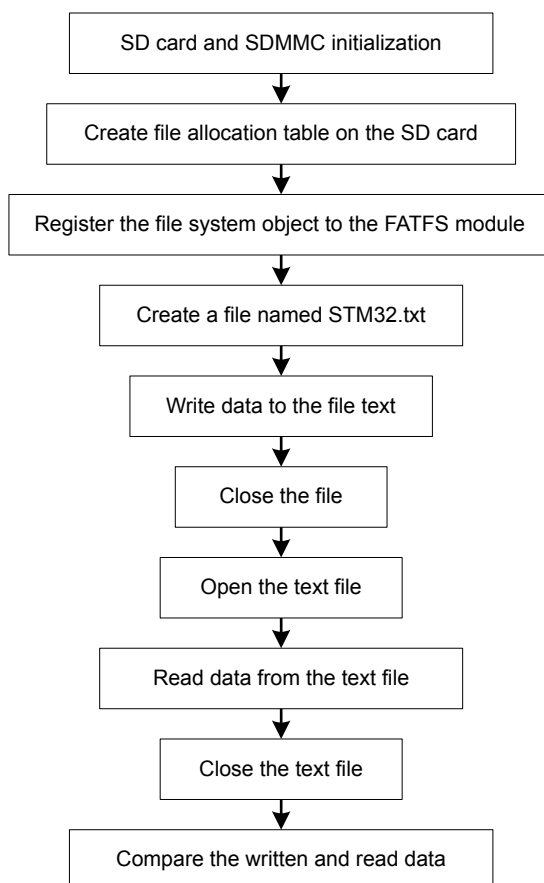 SD card and SDMMC initialization
Create file allocation table on the SD card
Register the file system object to the FATFS module
Create a file named STM32.txt
Write data to the file text
Close the file
Open the text file
Read data from the text file
Close the text file
Compare the written and read data